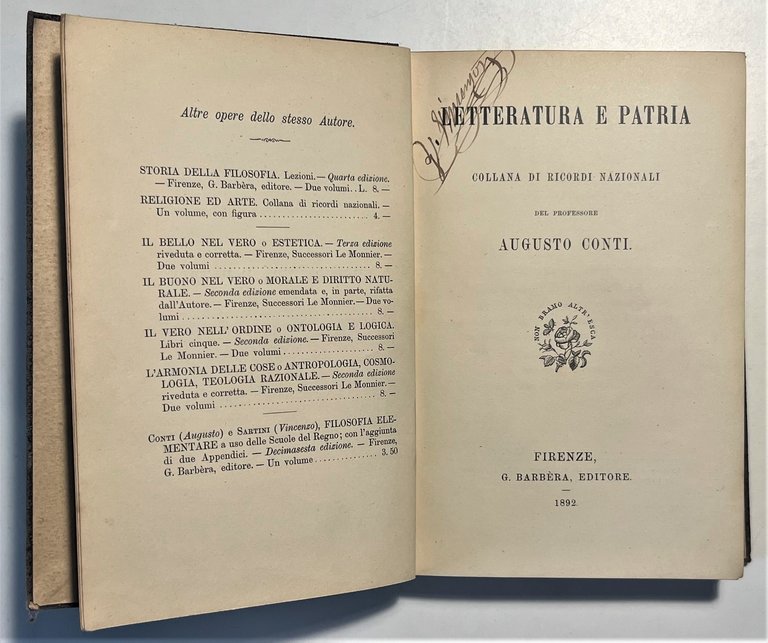 Altre opere dello stesso Autore.
STORIA DELLA FILOSOFIA. Lezioni. — Quarta edizione.
— Firenze, G. Barbèra, editore. — Due volumi. . L. 8. —
RELIGIONE ED ARTE. Collana di ricordi nazionali. —
Un volume, con figura . . . . . . . . . . . . . . . . . . 4. —
IL BELLO NEL VERO o ESTETICA. — Terza edizione
riveduta e corretta. — Firenze, Successori Le Monnier. —
Due volumi . . . . . . . . . . . . . . . . . . . . . . . . 8. —
IL BUONO NEL VERO o MORALE E DIRITTO NATU-
RALE. — Seconda edizione emendata e, in parte, rifatta
dall'Autore. — Firenze, Successori Le Monnier. — Due vo-
lumi . . . . . . . . . . . . . . . . . . . . . . . . . . . 8. —
IL VERO NELL'ORDINE o ONTOLOGIA E LOGICA.
Libri cinque. — Seconda edizione. — Firenze, Successori
Le Monnier. — Due volumi . . . . . . . . . . . . . . . . 8. —
L'ARMONIA DELLE COSE o ANTROPOLOGIA, COSMO-
LOGIA, TEOLOGIA RAZIONALE. — Seconda edizione
riveduta e corretta. — Firenze, Successori Le Monnier. —
Due volumi . . . . . . . . . . . . . . . . . . . . . . . . 8. —
CONTI (Augusto) e SARTINI (Vincenzo), FILOSOFIA ELE-
MENTARE a uso delle Scuole del Regno; con l'aggiunta
di due Appendici. — Decimasesta edizione. — Firenze,
G. Barbèra, editore. — Un volume . . . . . . . . . . . . 3. 50
LETTERATURA E PATRIA
COLLANA DI RICORDI NAZIONALI
DEL PROFESSORE
AUGUSTO CONTI.
NON BRAMO ALTR'ESCA
FIRENZE,
G. BARBÈRA, EDITORE.
1892.